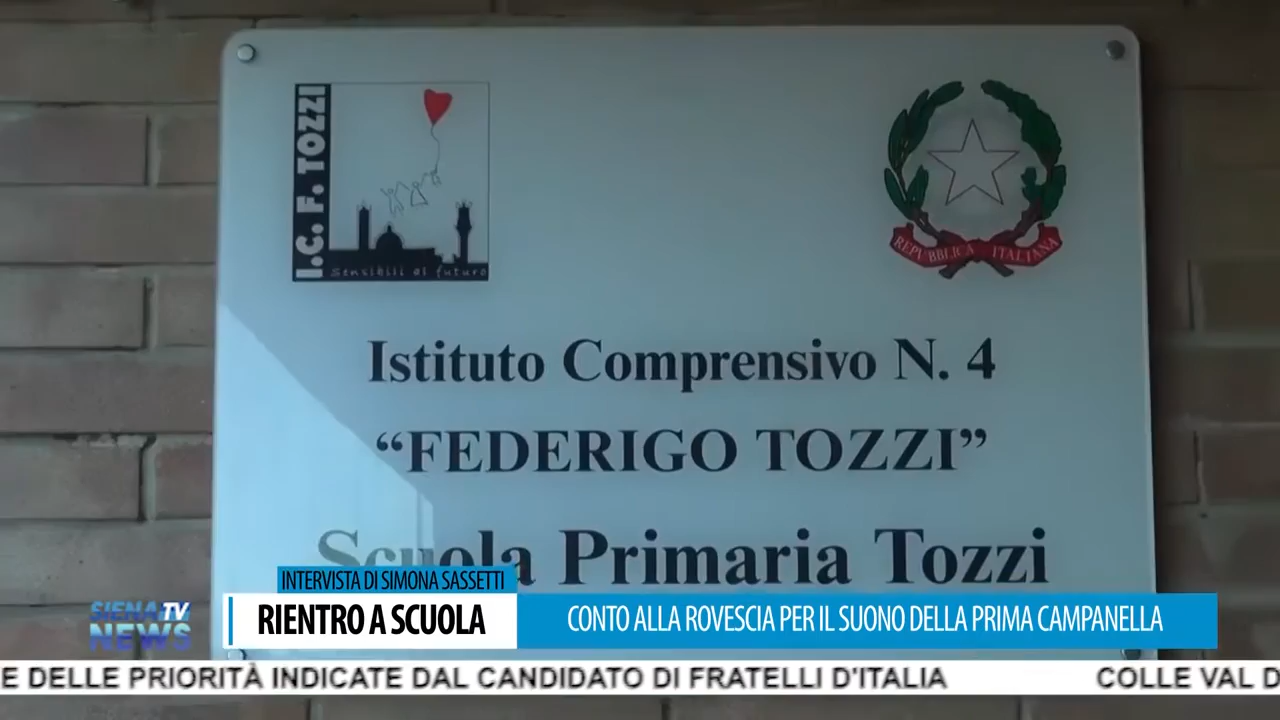 I.C. F. TOZZI
Sensibili al futuro
REPUBBLICA ITALIANA
Istituto Comprensivo N. 4
“FEDERIGO TOZZI”
Scuola Primaria Tozzi
INTERVISTA DI SIMONA SASSETTI
RIENTRO A SCUOLA
CONTO ALLA ROVESCIA PER IL SUONO DELLA PRIMA CAMPANELLA
SIENA TV
NEWS
E DELLE PRIORITÀ INDICATE DAL CANDIDATO DI FRATELLI D'ITALIA
COLLE VAL D